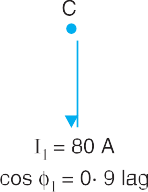 C
I₁ = 80 A
cos ϕ₁ = 0· 9 lag